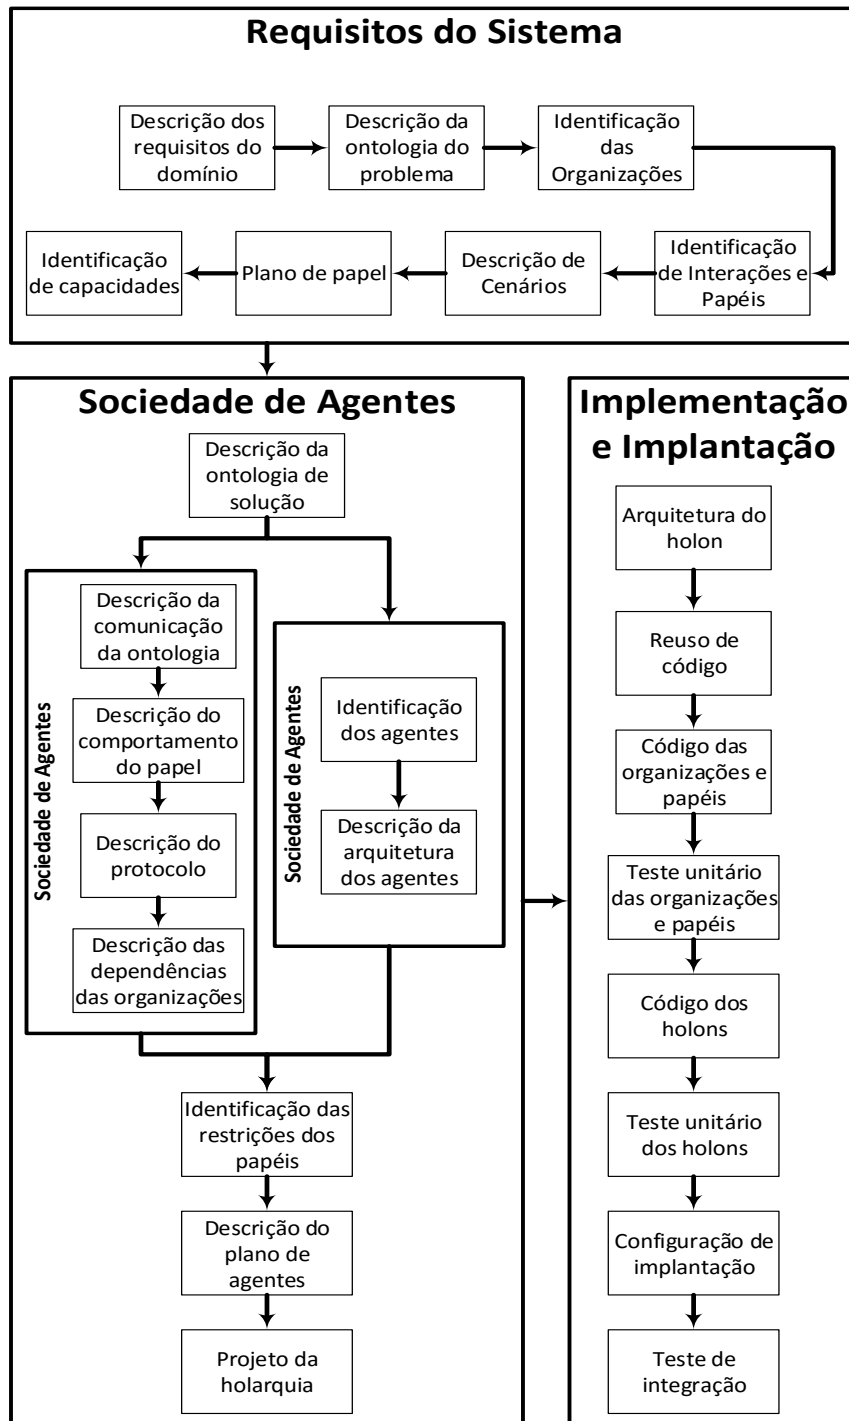 Requisitos do Sistema
Descrição dos
requisitos do
domínio
Descrição da
ontologia do
problema
Identificação
das
Organizações
Identificação
de capacidades
Plano de papel
Descrição de
Cenários
Identificação
de Interações e
Papéis
Sociedade de Agentes
Descrição da
ontologia de
solução
Sociedade de Agentes
Descrição da
comunicação
da ontologia
Descrição do
comportamento
do papel
Descrição do
protocolo
Descrição das
dependências
das organizações
Sociedade de Agentes
Identificação
dos agentes
Descrição da
arquitetura
dos agentes
Identificação das
restrições dos
papéis
Descrição do
plano de
agentes
Projeto da
holarquia
Implementação
e Implantação
Arquitetura do
holon
Reuso de
código
Código das
organizações e
papéis
Teste unitário
das organizações
e papéis
Código dos
holons
Teste unitário
dos holons
Configuração de
implantação
Teste de
integração